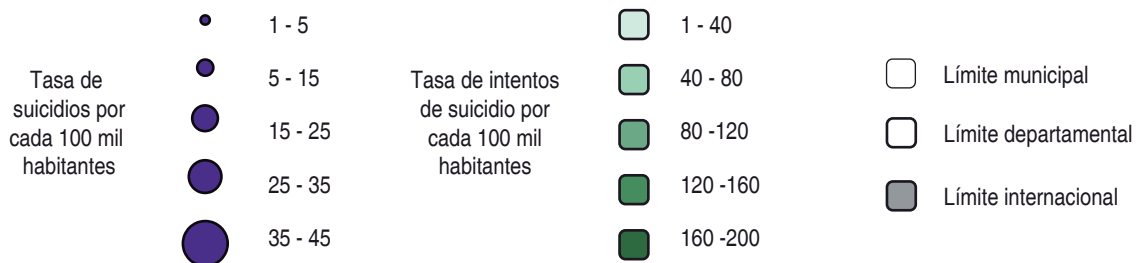 Tasa de
suicidios por
cada 100 mil
habitantes
1 - 5
5 - 15
15 - 25
25 - 35
35 - 45
Tasa de intentos
de suicidio por
cada 100 mil
habitantes
1 - 40
40 - 80
80 -120
120 -160
160 -200
Límite municipal
Límite departamental
Límite internacional